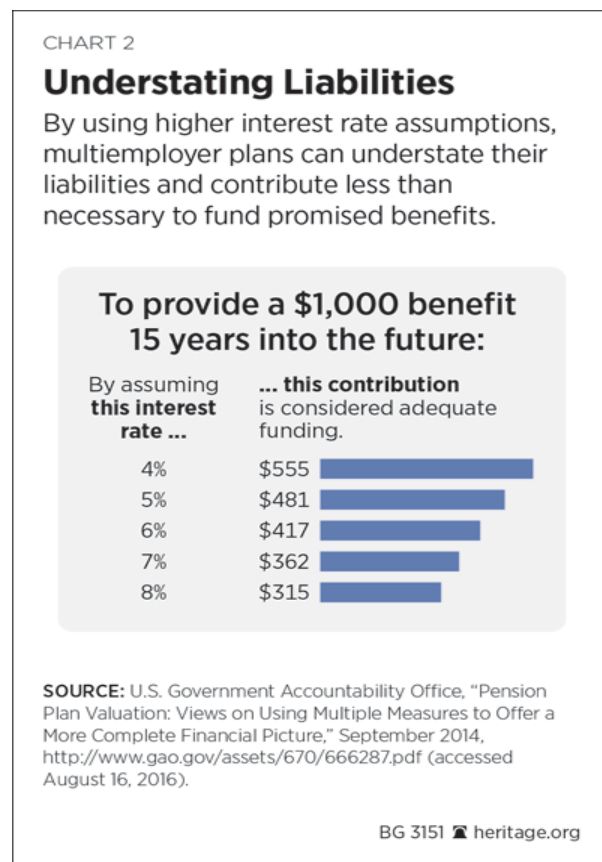 CHART 2
Understating Liabilities
By using higher interest rate assumptions,
multiemployer plans can understate their
liabilities and contribute less than
necessary to fund promised benefits.
To provide a $1,000 benefit
15 years into the future:
By assuming
this interest
rate ...
... this contribution
is considered adequate
funding.
4% $555
5% $481
6% $417
7% $362
8% $315
SOURCE: U.S. Government Accountability Office, “Pension
Plan Valuation: Views on Using Multiple Measures to Offer a
More Complete Financial Picture,” September 2014,
http://www.gao.gov/assets/670/666287.pdf (accessed
August 16, 2016).
BG 3151 heritage.org